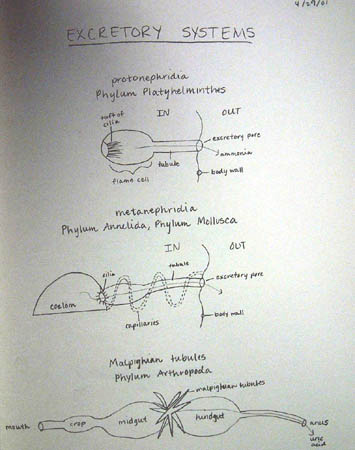 4/29/01
EXCRETORY SYSTEMS
protonephridia
Phylum Platyhelminthes
IN OUT
tuft of
cilia
excretory pore
ammonia
tubule
flame cell
body wall
metanephridia
Phylum Annelida, Phylum Mollusca
IN OUT
cilia
tubule
excretory pore
coelom
capillaries
body wall
Malpighian tubules
Phylum Arthropoda
malpighian tubules
mouth
crop
midgut
hindgut
anus
uric
acid